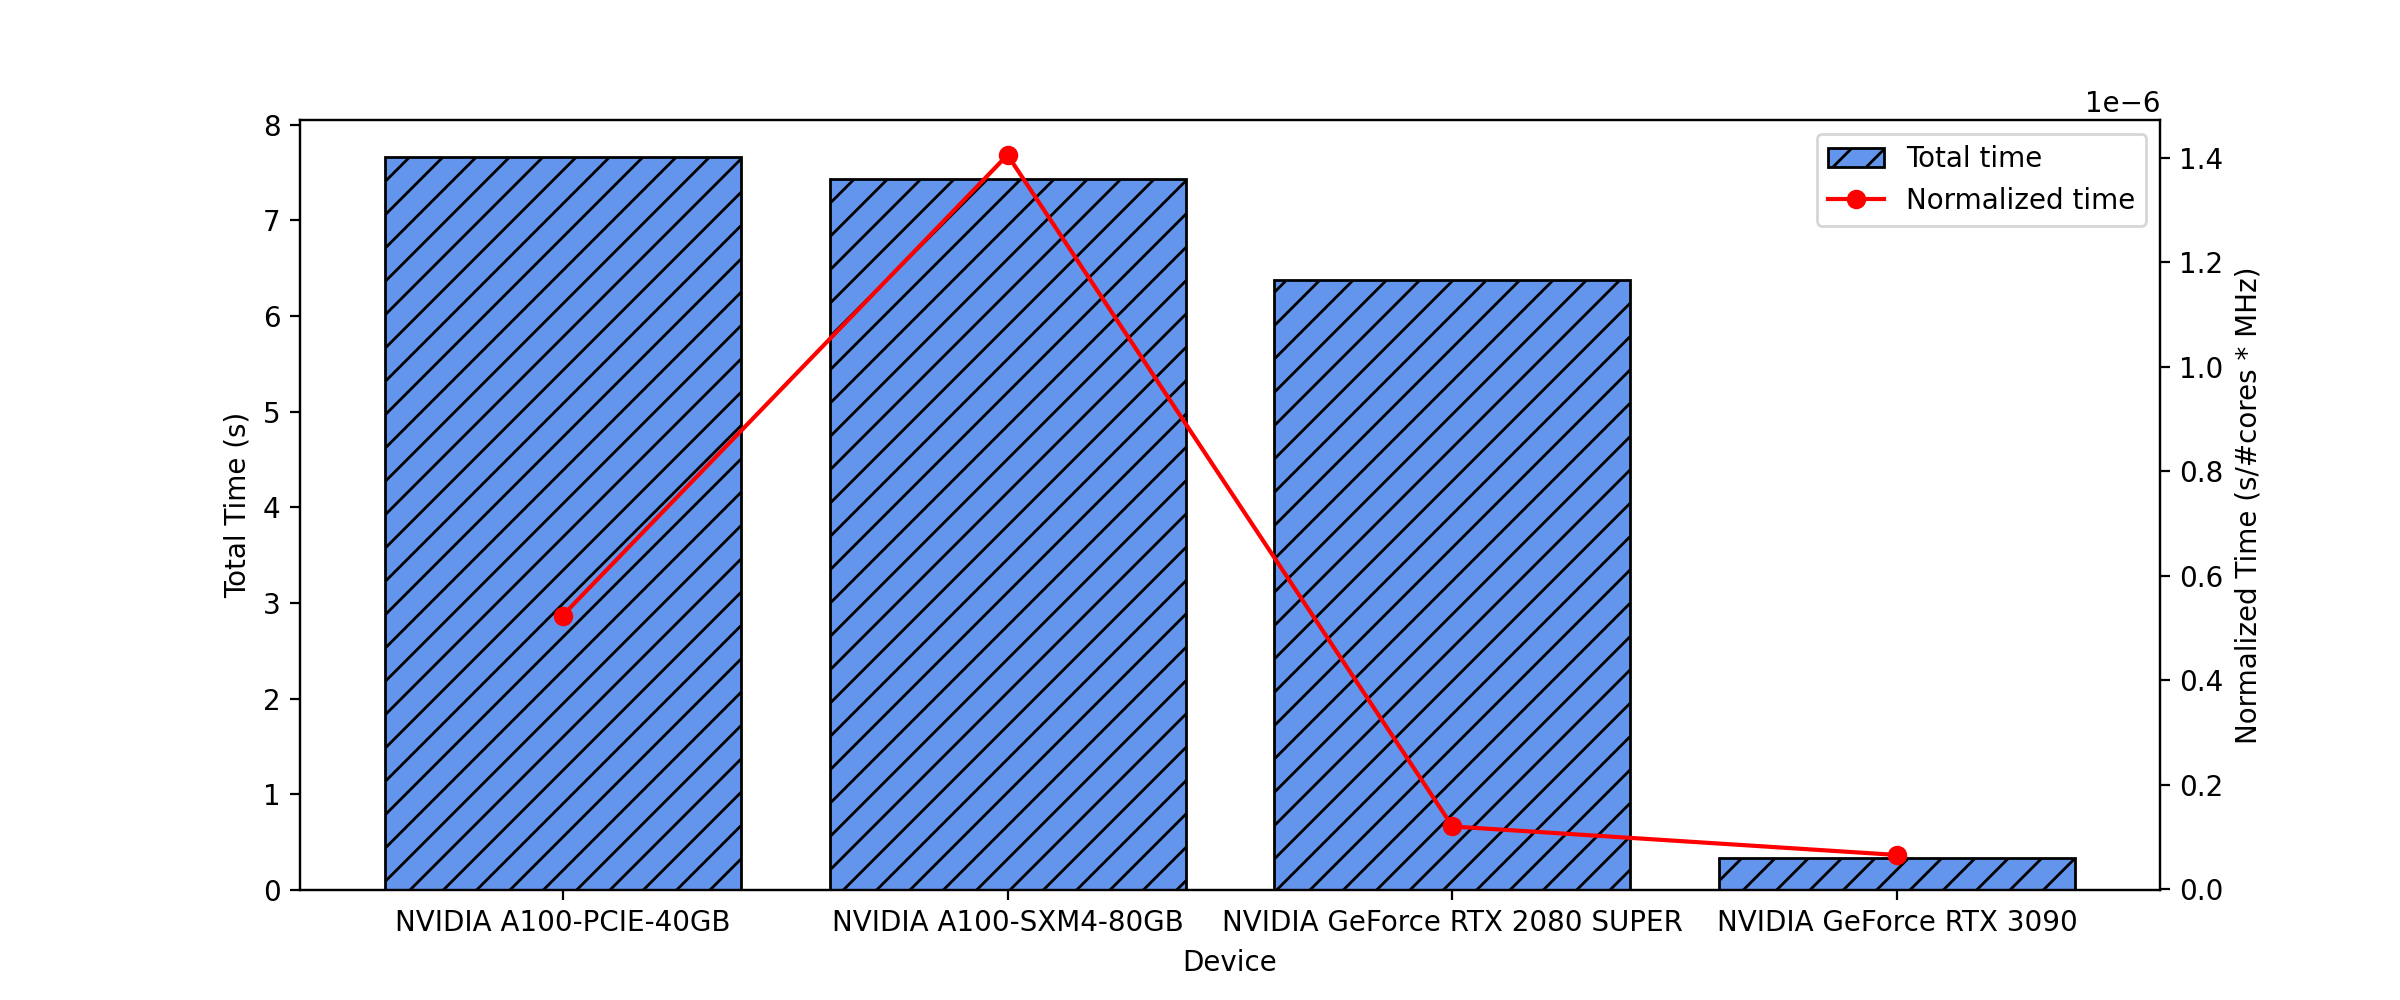 1e−6
Total time
Normalized time
8
7
6
5
4
3
2
1
0
Total Time (s)
1.4
1.2
1.0
0.8
0.6
0.4
0.2
0.0
Normalized Time (s/#cores * MHz)
NVIDIA A100-PCIE-40GB
NVIDIA A100-SXM4-80GB
NVIDIA GeForce RTX 2080 SUPER
NVIDIA GeForce RTX 3090
Device